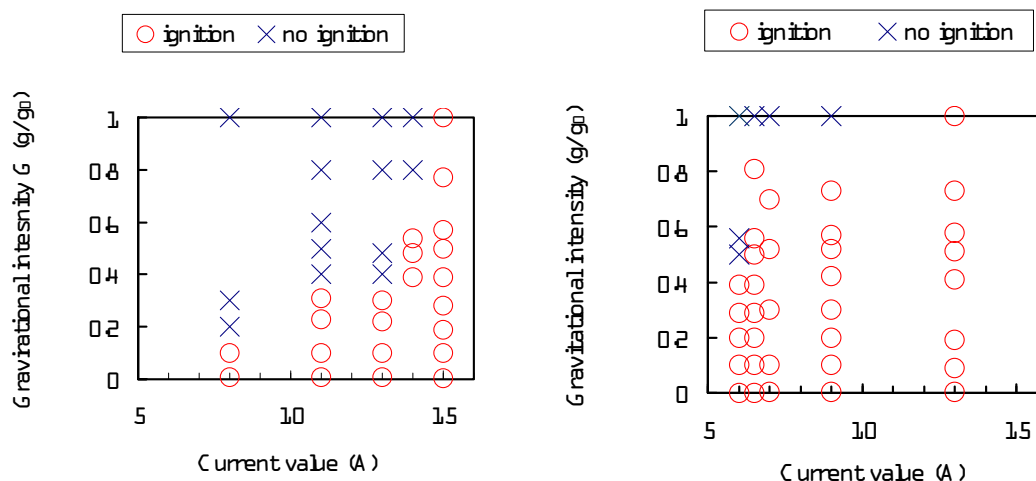 ignition no ignition
Gravirational intesnity G (g/g0)
1
0.8
0.6
0.4
0.2
0
5 10 15
Current value (A)
ignition no ignition
Gravitational intensity (g/g0)
1
0.8
0.6
0.4
0.2
0
5 10 15
Current value (A)